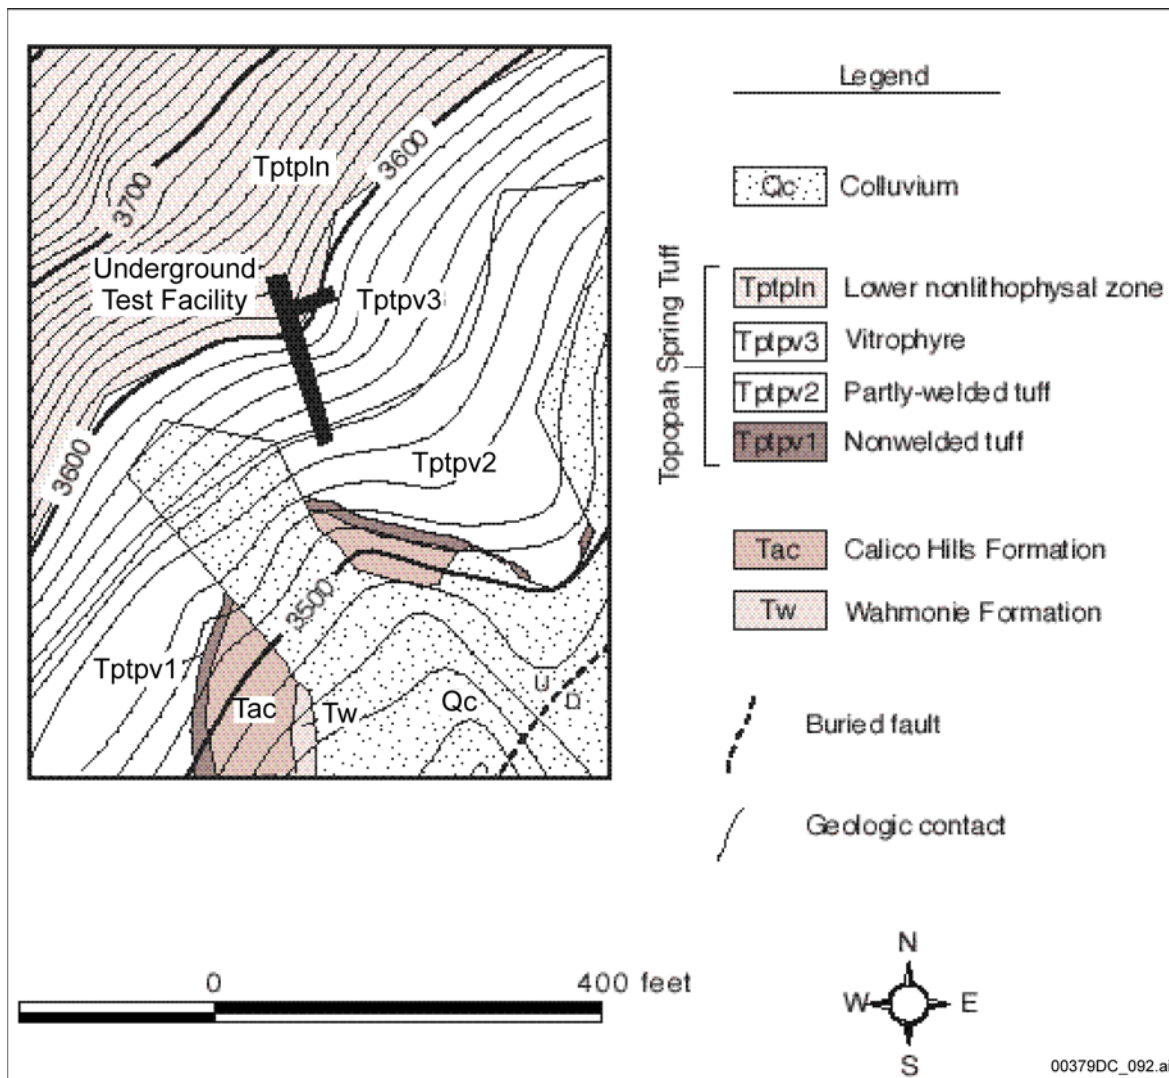 3700
Tptpln
3600
Underground
Test Facility
Tptpv3
3600
Tptpv2
3500
Tptpv1
Tac
Tw
Qc
U
D
Legend
Qc Colluvium
Topopah Spring Tuff
Tptpln Lower nonlithophysal zone
Tptpv3 Vitrophyre
Tptpv2 Partly-welded tuff
Tptpv1 Nonwelded tuff
Tac Calico Hills Formation
Tw Wahmonie Formation
Buried fault
Geologic contact
0 400 feet
N
W E
S
00379DC_092.ai